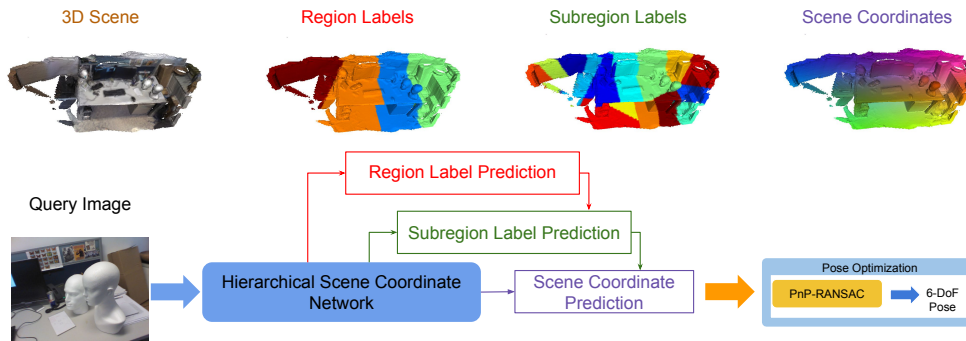 3D Scene
Region Labels
Subregion Labels
Scene Coordinates
Region Label Prediction
Query Image
Subregion Label Prediction
Hierarchical Scene Coordinate
Network
Scene Coordinate
Prediction
Pose Optimization
PnP-RANSAC
6-DoF
Pose